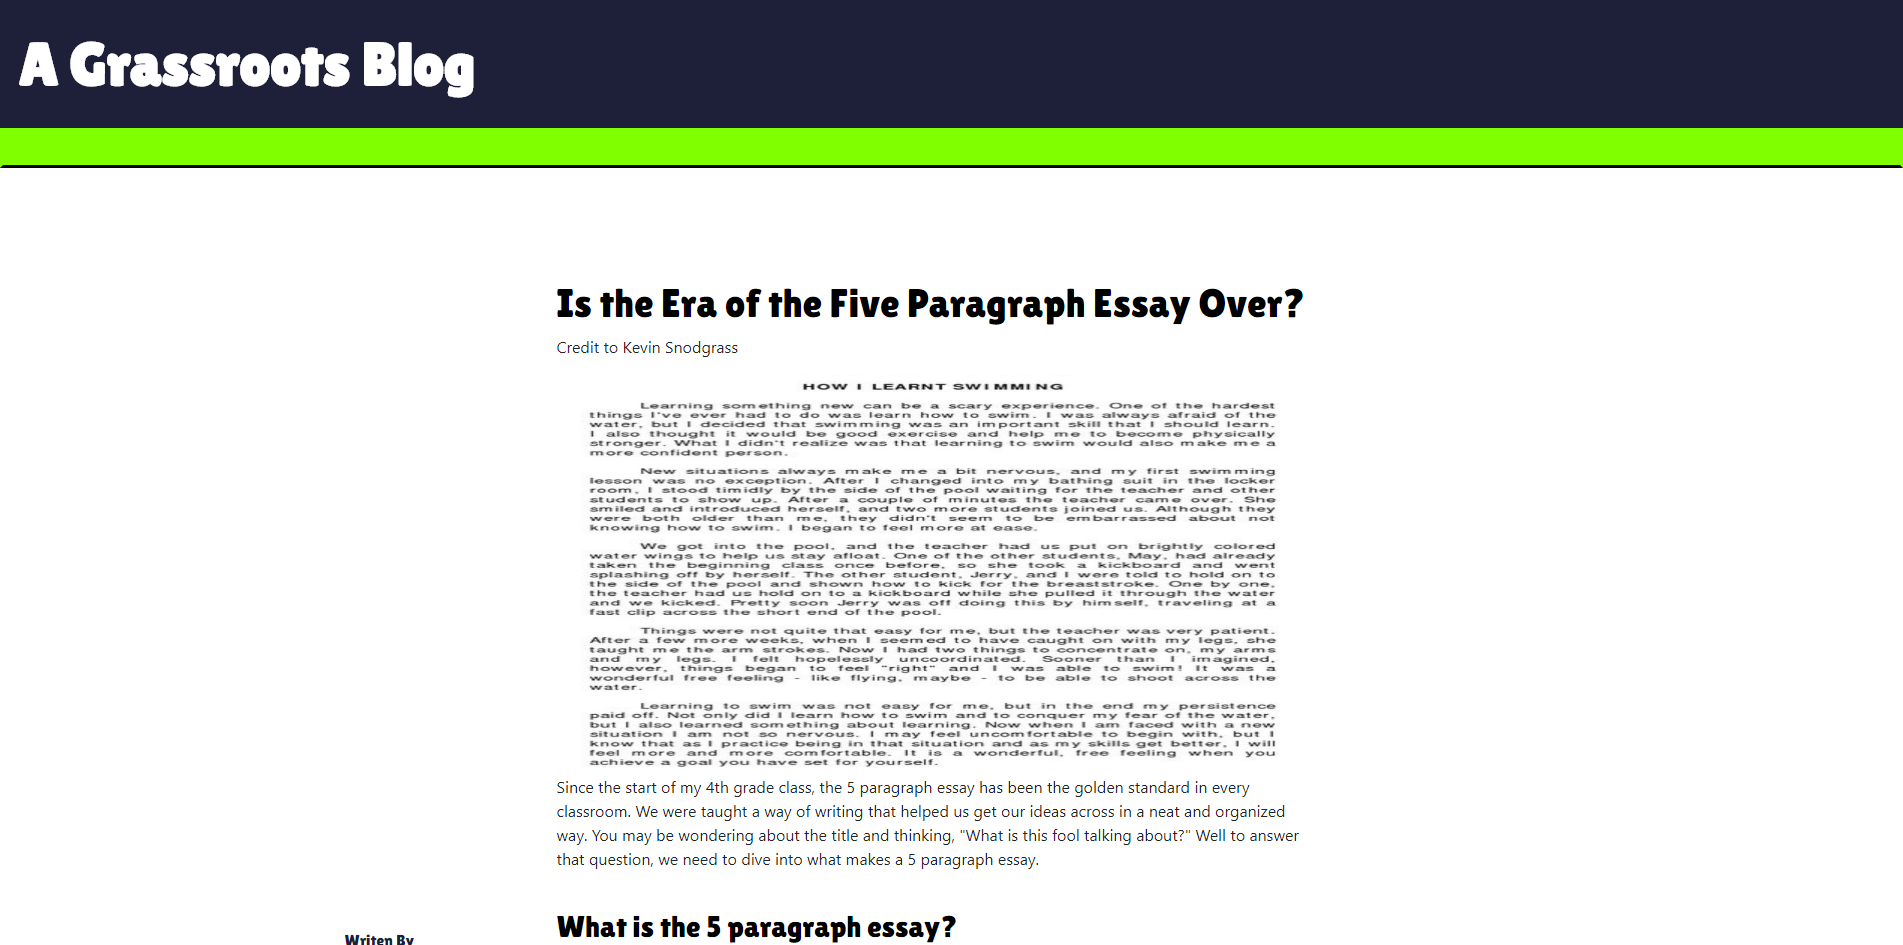 A Grassroots Blog
Is the Era of the Five Paragraph Essay Over?
Credit to Kevin Snodgrass
HOW I LEARNT SWIMMING
Learning something new can be a scary experience. One of the hardest
things I've ever had to do was learn how to swim. I was always afraid of the
water, but I decided that swimming was an important skill that I should learn.
I also thought it would be good exercise and help me to become physically
stronger. What I didn't realize was that learning to swim would also make me a
more confident person.
New situations always make me a bit nervous, and my first swimming
lesson was no exception. After I changed into my bathing suit in the locker
room, I stood timidly by the side of the pool waiting for the teacher and other
students to show up. After a couple of minutes the teacher came over. She
smiled and introduced herself, and two more students joined us. Although they
were both older than me, they didn't seem to be embarrassed about not
knowing how to swim. I began to feel more at ease.
We got into the pool, and the teacher had us put on brightly colored
water wings to help us stay afloat. One of the other students, May, had already
taken the beginning class once before, so she took a kickboard and went
splashing off by herself. The other student, Jerry, and I were told to hold on to
the side of the pool and shown how to kick for the breaststroke. One by one,
the teacher had us hold on to a kickboard while she pulled it through the water
and we kicked. Pretty soon Jerry was off doing this by himself, traveling at a
fast clip across the short end of the pool.
Things were not quite that easy for me, but the teacher was very patient.
After a few more weeks, when I seemed to have caught on with my legs, she
taught me the arm strokes. Now I had two things to concentrate on, my arms
and my legs. I felt hopelessly uncoordinated. Sooner than I imagined,
however, things began to feel "right" and I was able to swim! It was a
wonderful free feeling - like flying, maybe - to be able to shoot across the
water.
Learning to swim was not easy for me, but in the end my persistence
paid off. Not only did I learn how to swim and to conquer my fear of the water,
but I also learned something about learning. Now when I am faced with a new
situation I am not so nervous. I may feel uncomfortable to begin with, but I
know that as I practice being in that situation and as my skills get better, I will
feel more and more comfortable. It is a wonderful, free feeling when you
achieve a goal you have set for yourself.
Since the start of my 4th grade class, the 5 paragraph essay has been the golden standard in every
classroom. We were taught a way of writing that helped us get our ideas across in a neat and organized
way. You may be wondering about the title and thinking, "What is this fool talking about?" Well to answer
that question, we need to dive into what makes a 5 paragraph essay.
What is the 5 paragraph essay?
Writen By